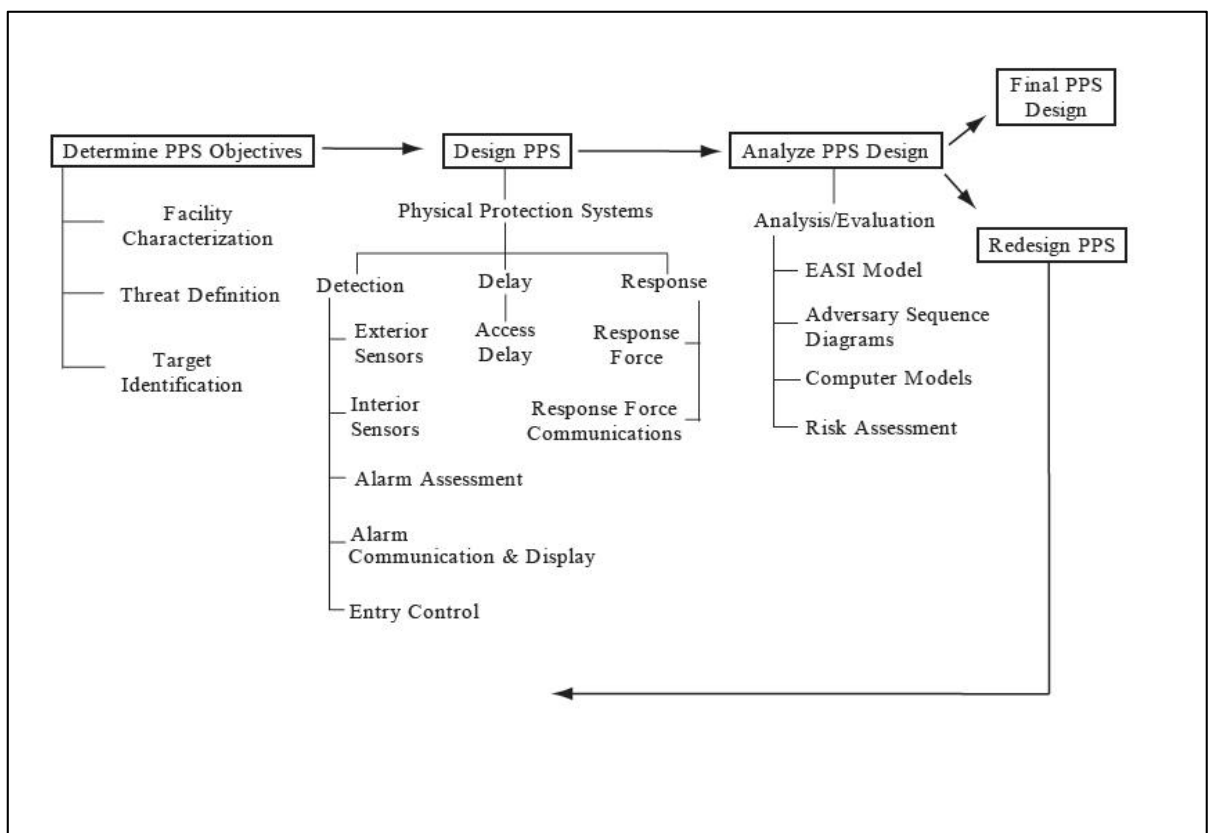 Final PPS
Design
Determine PPS Objectives
Design PPS
Analyze PPS Design
Redesign PPS
Facility
Characterization
Threat Definition
Target
Identification
Physical Protection Systems
Detection
Exterior
Sensors
Interior
Sensors
Alarm Assessment
Alarm
Communication & Display
Entry Control
Delay
Access
Delay
Response
Response
Force
Response Force
Communications
Analysis/Evaluation
EASI Model
Adversary Sequence
Diagrams
Computer Models
Risk Assessment